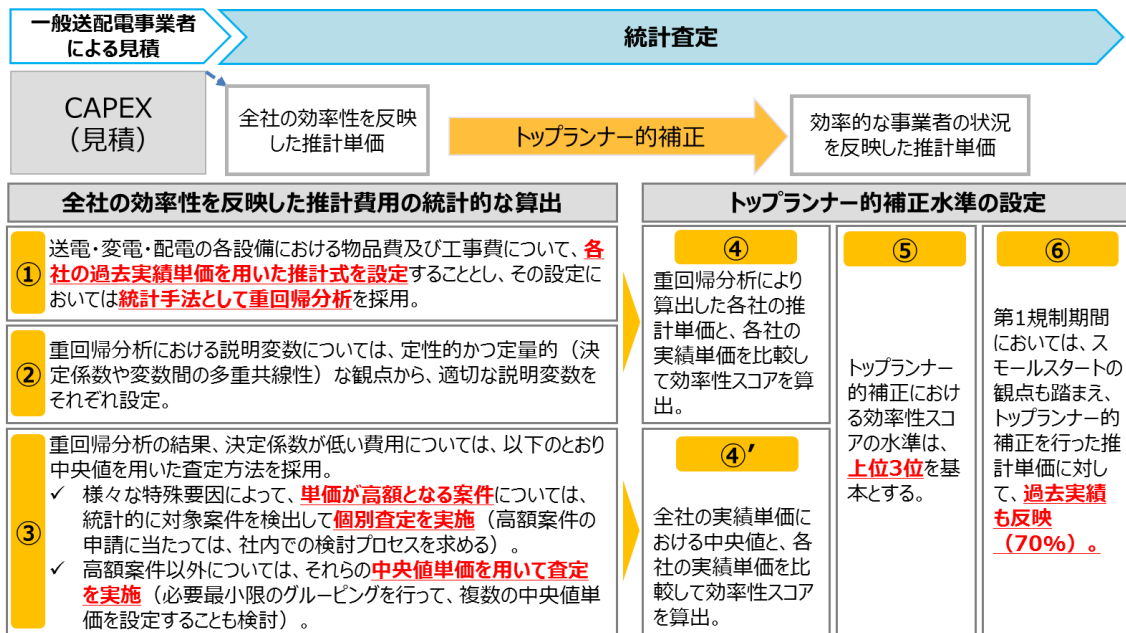 一般送配電事業者
による見積
統計査定
CAPEX
（見積）
全社の効率性を反映
した推計単価
トップランナー的補正
効率的な事業者の状況
を反映した推計単価
全社の効率性を反映した推計費用の統計的な算出
①
送電・変電・配電の各設備における物品費及び工事費について、各
社の過去実績単価を用いた推計式を設定することとし、その設定に
おいては統計手法として重回帰分析を採用。
②
重回帰分析における説明変数については、定性的かつ定量的（決
定係数や変数間の多重共線性）な観点から、適切な説明変数を
それぞれ設定。
③
重回帰分析の結果、決定係数が低い費用については、以下のとおり
中央値を用いた査定方法を採用。
✓ 様々な特殊要因によって、単価が高額となる案件については、
統計的に対象案件を検出して個別査定を実施（高額案件の
申請に当たっては、社内での検討プロセスを求める）。
✓ 高額案件以外については、それらの中央値単価を用いて査定
を実施（必要最小限のグルーピングを行って、複数の中央値単
価を設定することも検討）。
トップランナー的補正水準の設定
④
重回帰分析により
算出した各社の推
計単価と、各社の
実績単価を比較し
て効率性スコアを算
出。
④’
全社の実績単価に
おける中央値と、各
社の実績単価を比
較して効率性スコア
を算出。
⑤
トップランナー
的補正におけ
る効率性スコ
アの水準は、
上位3位を基
本とする。
⑥
第1規制期間
においては、ス
モールスタートの
観点も踏まえ、
トップランナー的
補正を行った推
計単価に対し
て、過去実績
も反映
（70%）。